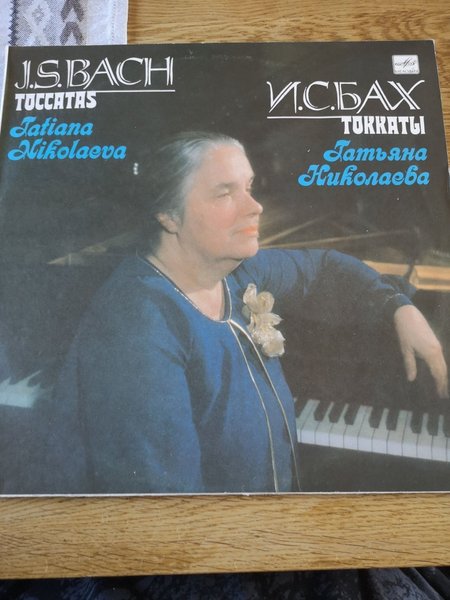 J.S.BACH
TOCCATAS
Tatiana
Nikolaeva
И.С.БАХ
ТОККАТЫ
Татьяна
Николаева